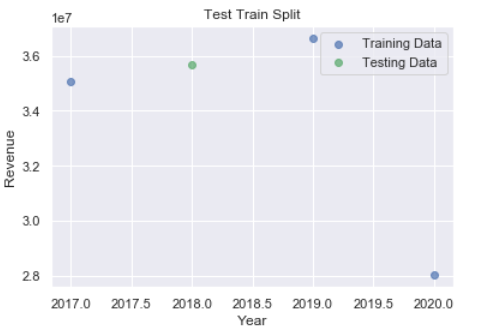 Test Train Split
1e7
Training Data
Testing Data
3.6
3.4
3.2
3.0
2.8
Revenue
2017.0 2017.5 2018.0 2018.5 2019.0 2019.5 2020.0
Year